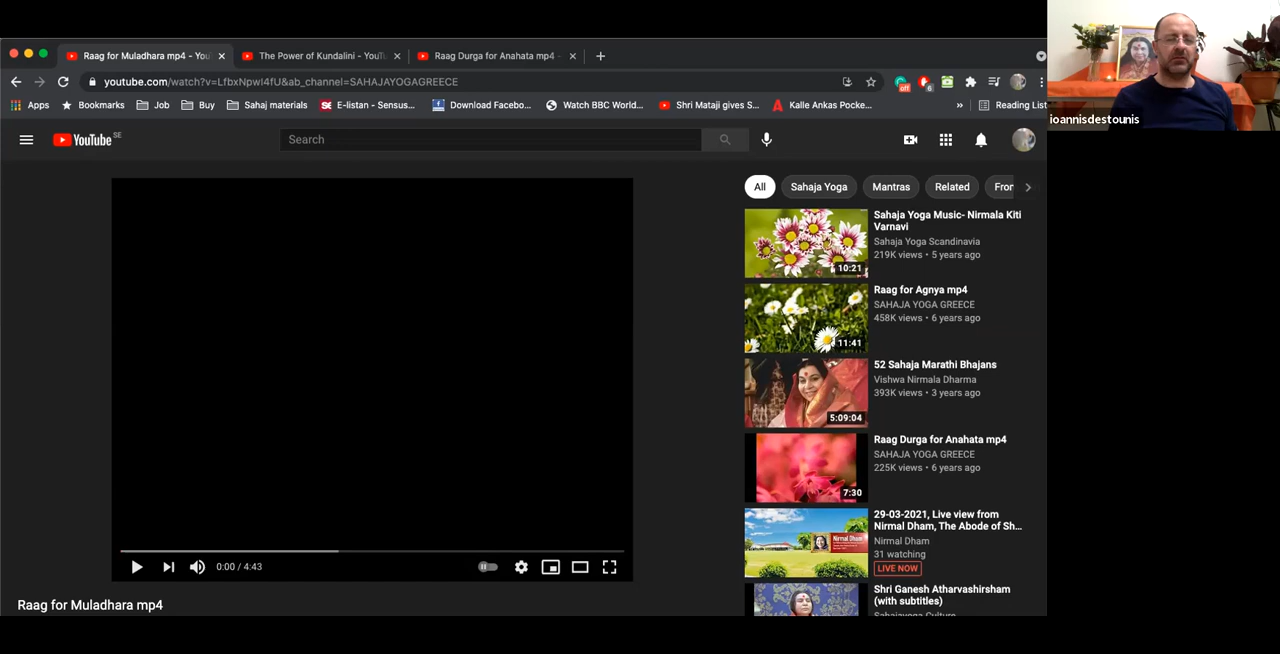 Raag for Muladhara mp4 - You
The Power of Kundalini - YouTu
Raag Durga for Anahata mp4 -
youtube.com/watch?v=LfbxNpwI4fU&ab_channel=SAHAJAYOGAGREECE
off
6
Apps
Bookmarks
Job
Buy
Sahaj materials
E-listan - Sensus...
Download Facebo...
Watch BBC World...
Shri Mataji gives S...
Kalle Ankas Pocke...
»
Reading List
ioannisdestounis
YouTube SE
Search
All
Sahaja Yoga
Mantras
Related
Fror
Sahaja Yoga Music- Nirmala Kiti
Varnavi
Sahaja Yoga Scandinavia
219K views • 5 years ago
10:21
Raag for Agnya mp4
SAHAJA YOGA GREECE
458K views • 6 years ago
11:41
52 Sahaja Marathi Bhajans
Vishwa Nirmala Dharma
393K views • 3 years ago
5:09:04
Raag Durga for Anahata mp4
SAHAJA YOGA GREECE
225K views • 6 years ago
7:30
29-03-2021, Live view from
Nirmal Dham, The Abode of Sh...
Nirmal Dham
31 watching
LIVE NOW
Shri Ganesh Atharvashirsham
(with subtitles)
Sahajayoga Culture
0:00 / 4:43
Raag for Muladhara mp4